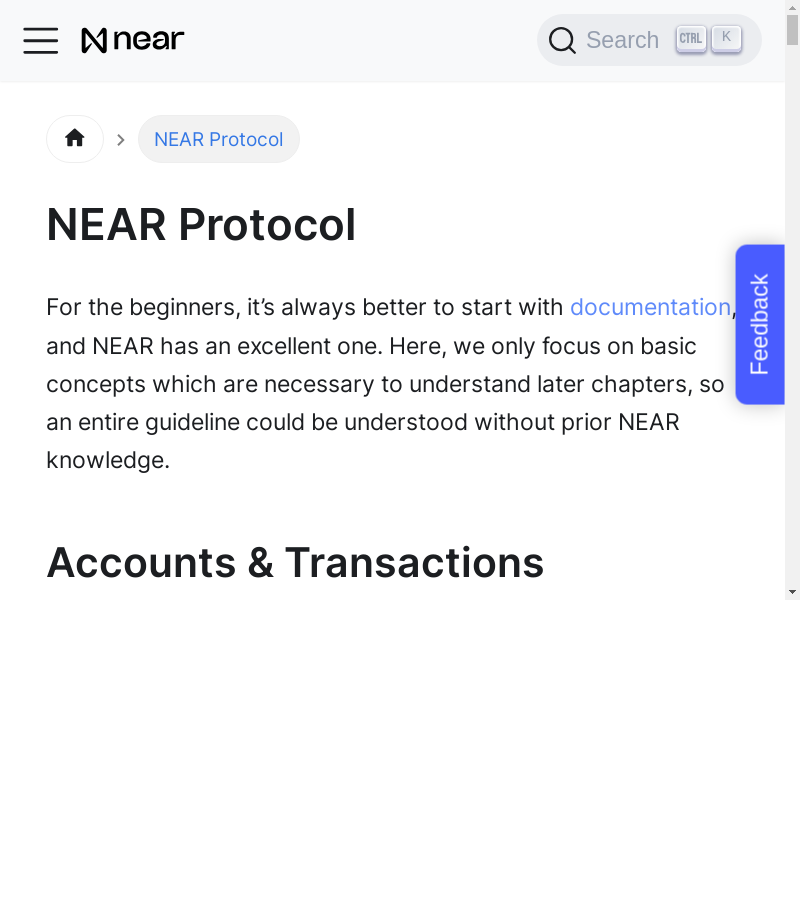 near
Search CTRL K
NEAR Protocol
NEAR Protocol
For the beginners, it’s always better to start with documentation,
and NEAR has an excellent one. Here, we only focus on basic
concepts which are necessary to understand later chapters, so
an entire guideline could be understood without prior NEAR
knowledge.
Feedback
Accounts & Transactions